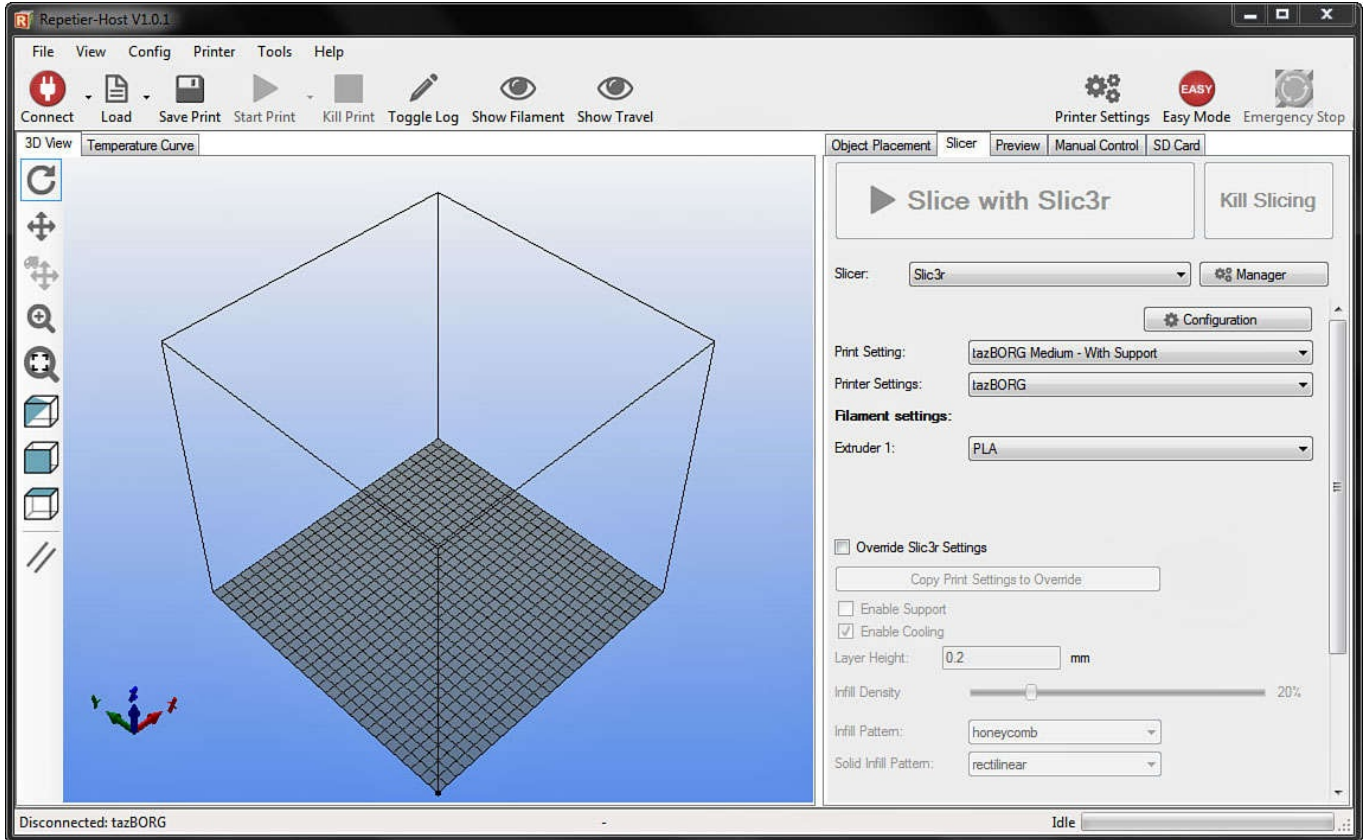 Repetier-Host V1.0.1
File View Config Printer Tools Help
Connect Load Save Print Start Print Kill Print Toggle Log Show Filament Show Travel Printer Settings EASY Easy Mode Emergency Stop
3D View Temperature Curve
Object Placement Slicer Preview Manual Control SD Card
Slice with Slic3r Kill Slicing
Slicer: Slic3r Manager
Configuration
Print Setting: tazBORG Medium - With Support
Printer Settings: tazBORG
Filament settings:
Extruder 1: PLA
Override Slic3r Settings
Copy Print Settings to Override
Enable Support
Enable Cooling
Layer Height: 0.2 mm
Infill Density 20%
Infill Pattern: honeycomb
Solid Infill Pattern: rectilinear
Y Z X
Disconnected: tazBORG - Idle